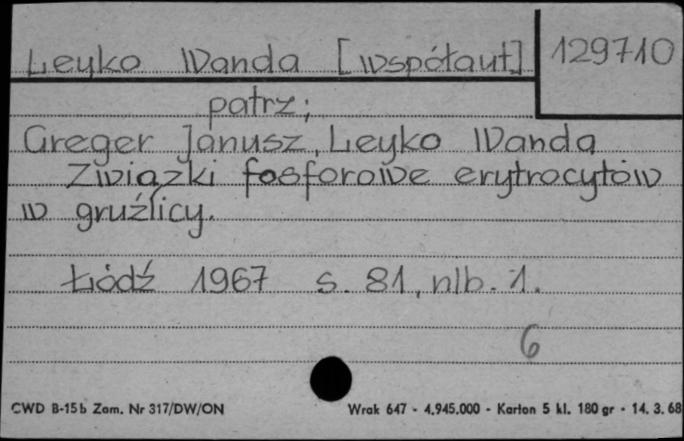 Leyko Wanda [współaut] 129710
patrz;
Greger Janusz, Leyko Wanda
Związki fosforowe erytrocytów
w gruźlicy.
Łódź 1967 s. 81, nlb. 1.
6
CWD B-15b Zam. Nr 317/DW/ON Wrak 647 - 4.945.000 - Karton 5 kl. 180 gr - 14. 3. 68